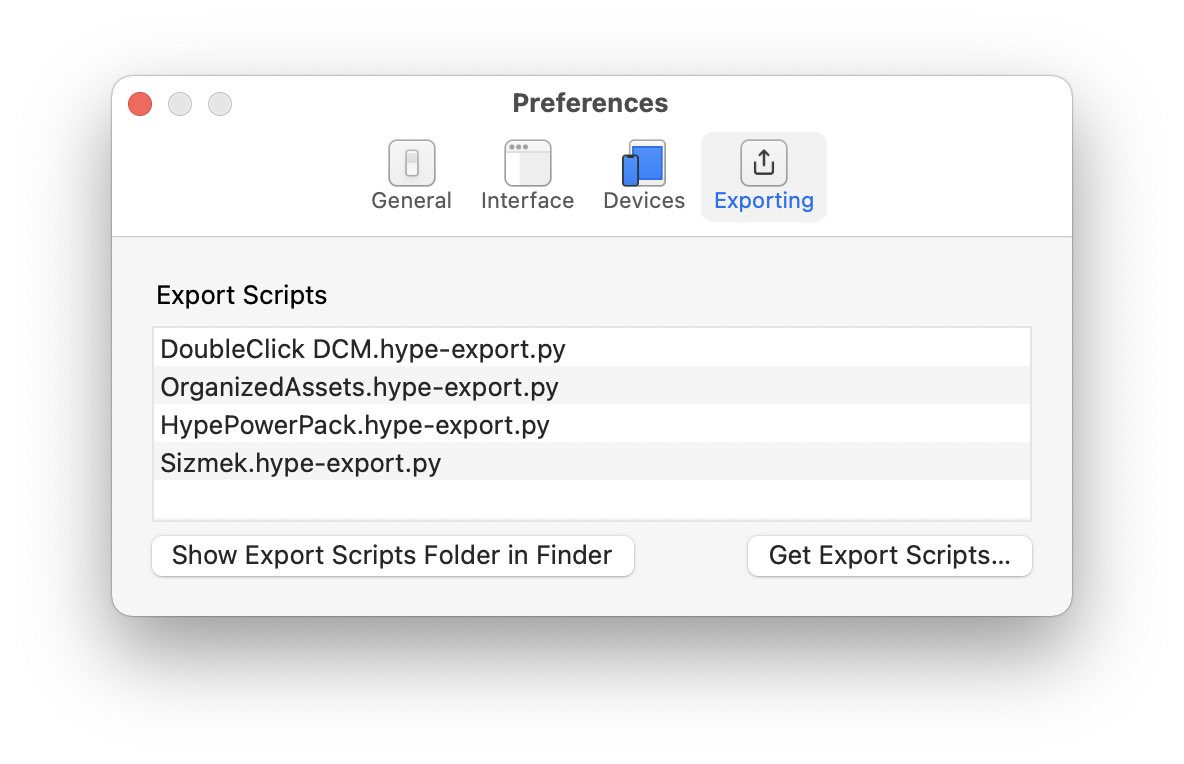 Preferences
General Interface Devices Exporting
Export Scripts
DoubleClick DCM.hype-export.py
OrganizedAssets.hype-export.py
HypePowerPack.hype-export.py
Sizmek.hype-export.py
Show Export Scripts Folder in Finder Get Export Scripts...